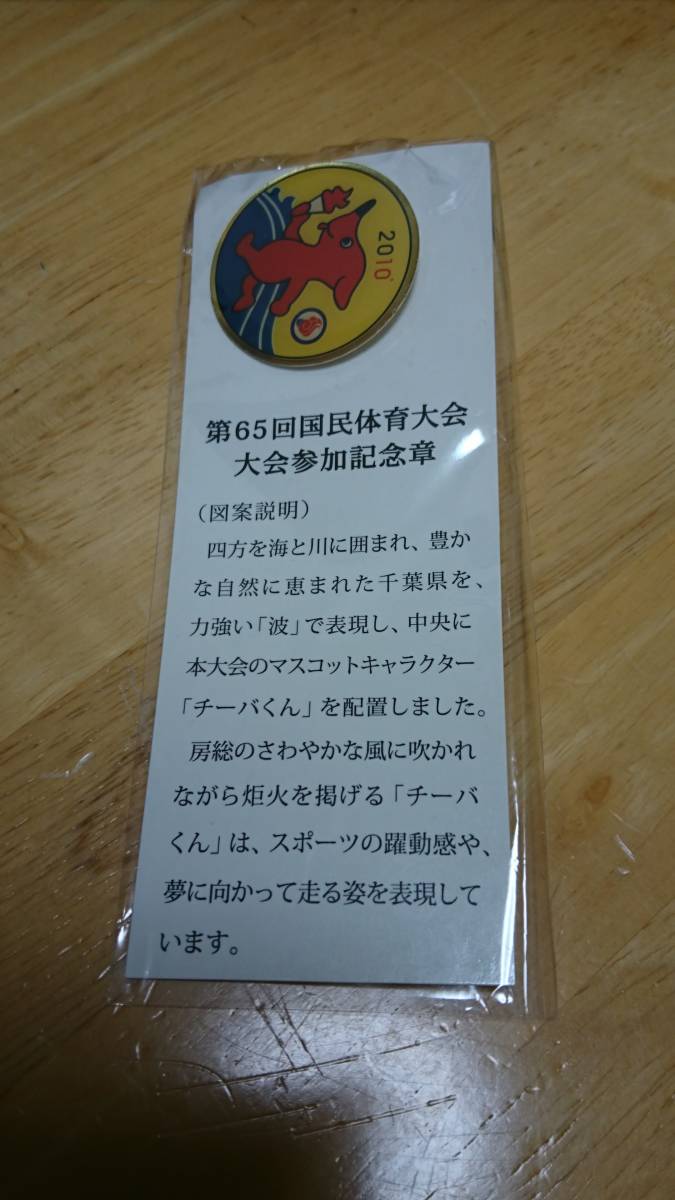 2010
第65回国民体育大会
大会参加記念章
（図案説明）
四方を海と川に囲まれ、豊か
な自然に恵まれた千葉県を、
力強い「波」で表現し、中央に
本大会のマスコットキャラクター
「チーバくん」を配置しました。
房総のさわやかな風に吹かれ
ながら炬火を掲げる「チーバ
くん」は、スポーツの躍動感や、
夢に向かって走る姿を表現して
います。